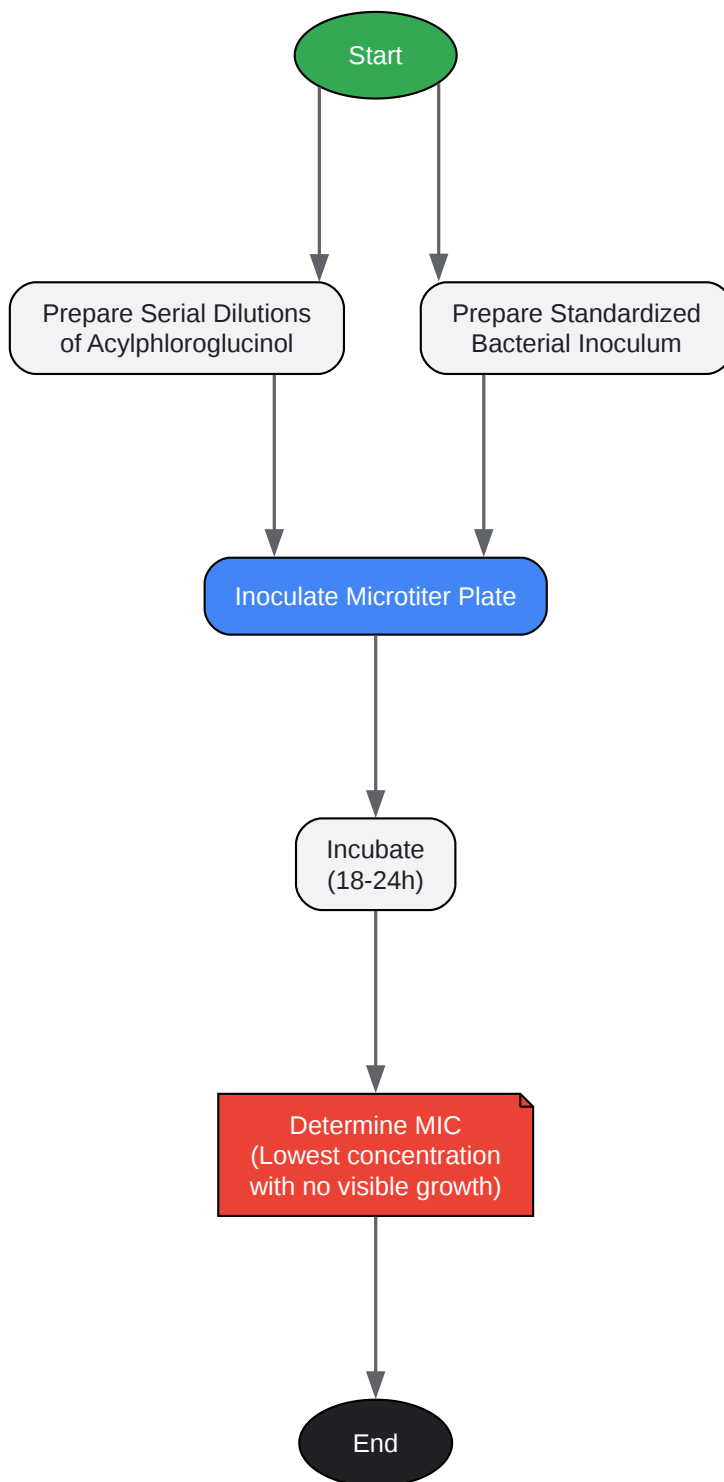 Start
Prepare Serial Dilutions
of Acylphloroglucinol
Prepare Standardized
Bacterial Inoculum
Inoculate Microtiter Plate
Incubate
(18-24h)
Determine MIC
(Lowest concentration
with no visible growth)
End